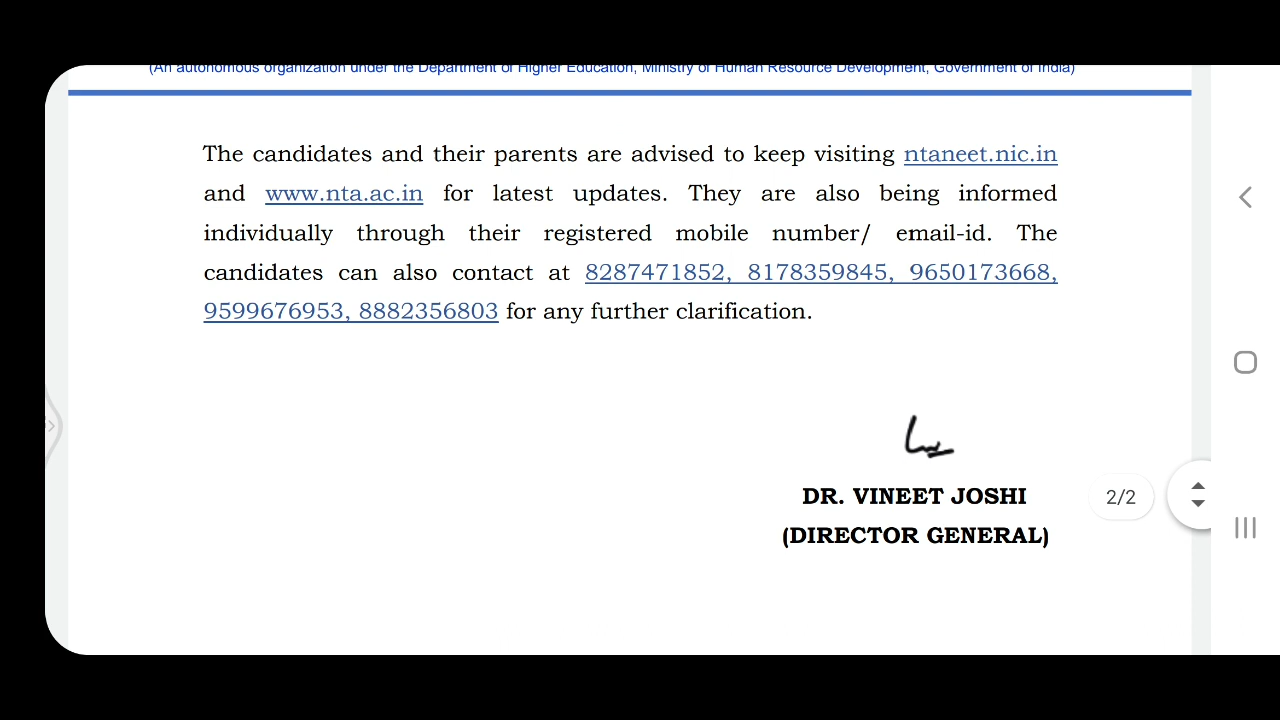 (An autonomous organization under the Department of Higher Education, Ministry of Human Resource Development, Government of India)
The candidates and their parents are advised to keep visiting ntaneet.nic.in
and www.nta.ac.in for latest updates. They are also being informed
individually through their registered mobile number/ email-id. The
candidates can also contact at 8287471852, 8178359845, 9650173668,
9599676953, 8882356803 for any further clarification.
DR. VINEET JOSHI
2/2
(DIRECTOR GENERAL)